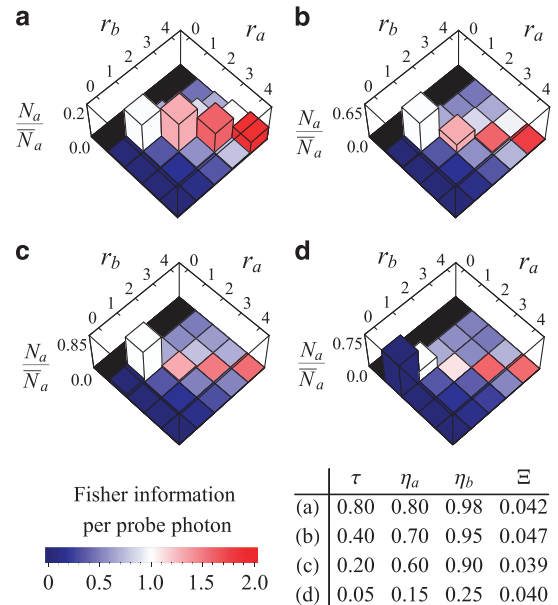 a
r_b
r_a
0 1 2 3 4
0 1 2 3 4
N_a
N̅_a
0.2
0.0
b
r_b
r_a
0 1 2 3 4
0 1 2 3 4
N_a
N̅_a
0.65
0.0
c
r_b
r_a
0 1 2 3 4
0 1 2 3 4
N_a
N̅_a
0.85
0.0
d
r_b
r_a
0 1 2 3 4
0 1 2 3 4
N_a
N̅_a
0.75
0.0
Fisher information
per probe photon
0 0.5 1.0 1.5 2.0
τ η_a η_b Ξ
(a) 0.80 0.80 0.98 0.042
(b) 0.40 0.70 0.95 0.047
(c) 0.20 0.60 0.90 0.039
(d) 0.05 0.15 0.25 0.040